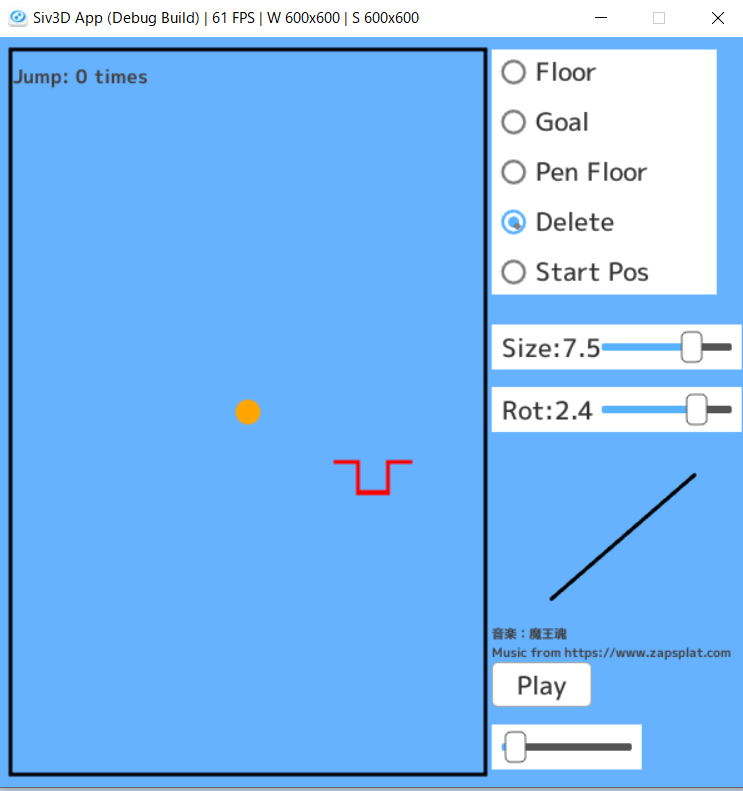 Siv3D App (Debug Build) | 61 FPS | W 600x600 | S 600x600
Jump: 0 times
Floor
Goal
Pen Floor
Delete
Start Pos
Size:7.5
Rot:2.4
音楽：魔王魂
Music from https://www.zapsplat.com
Play